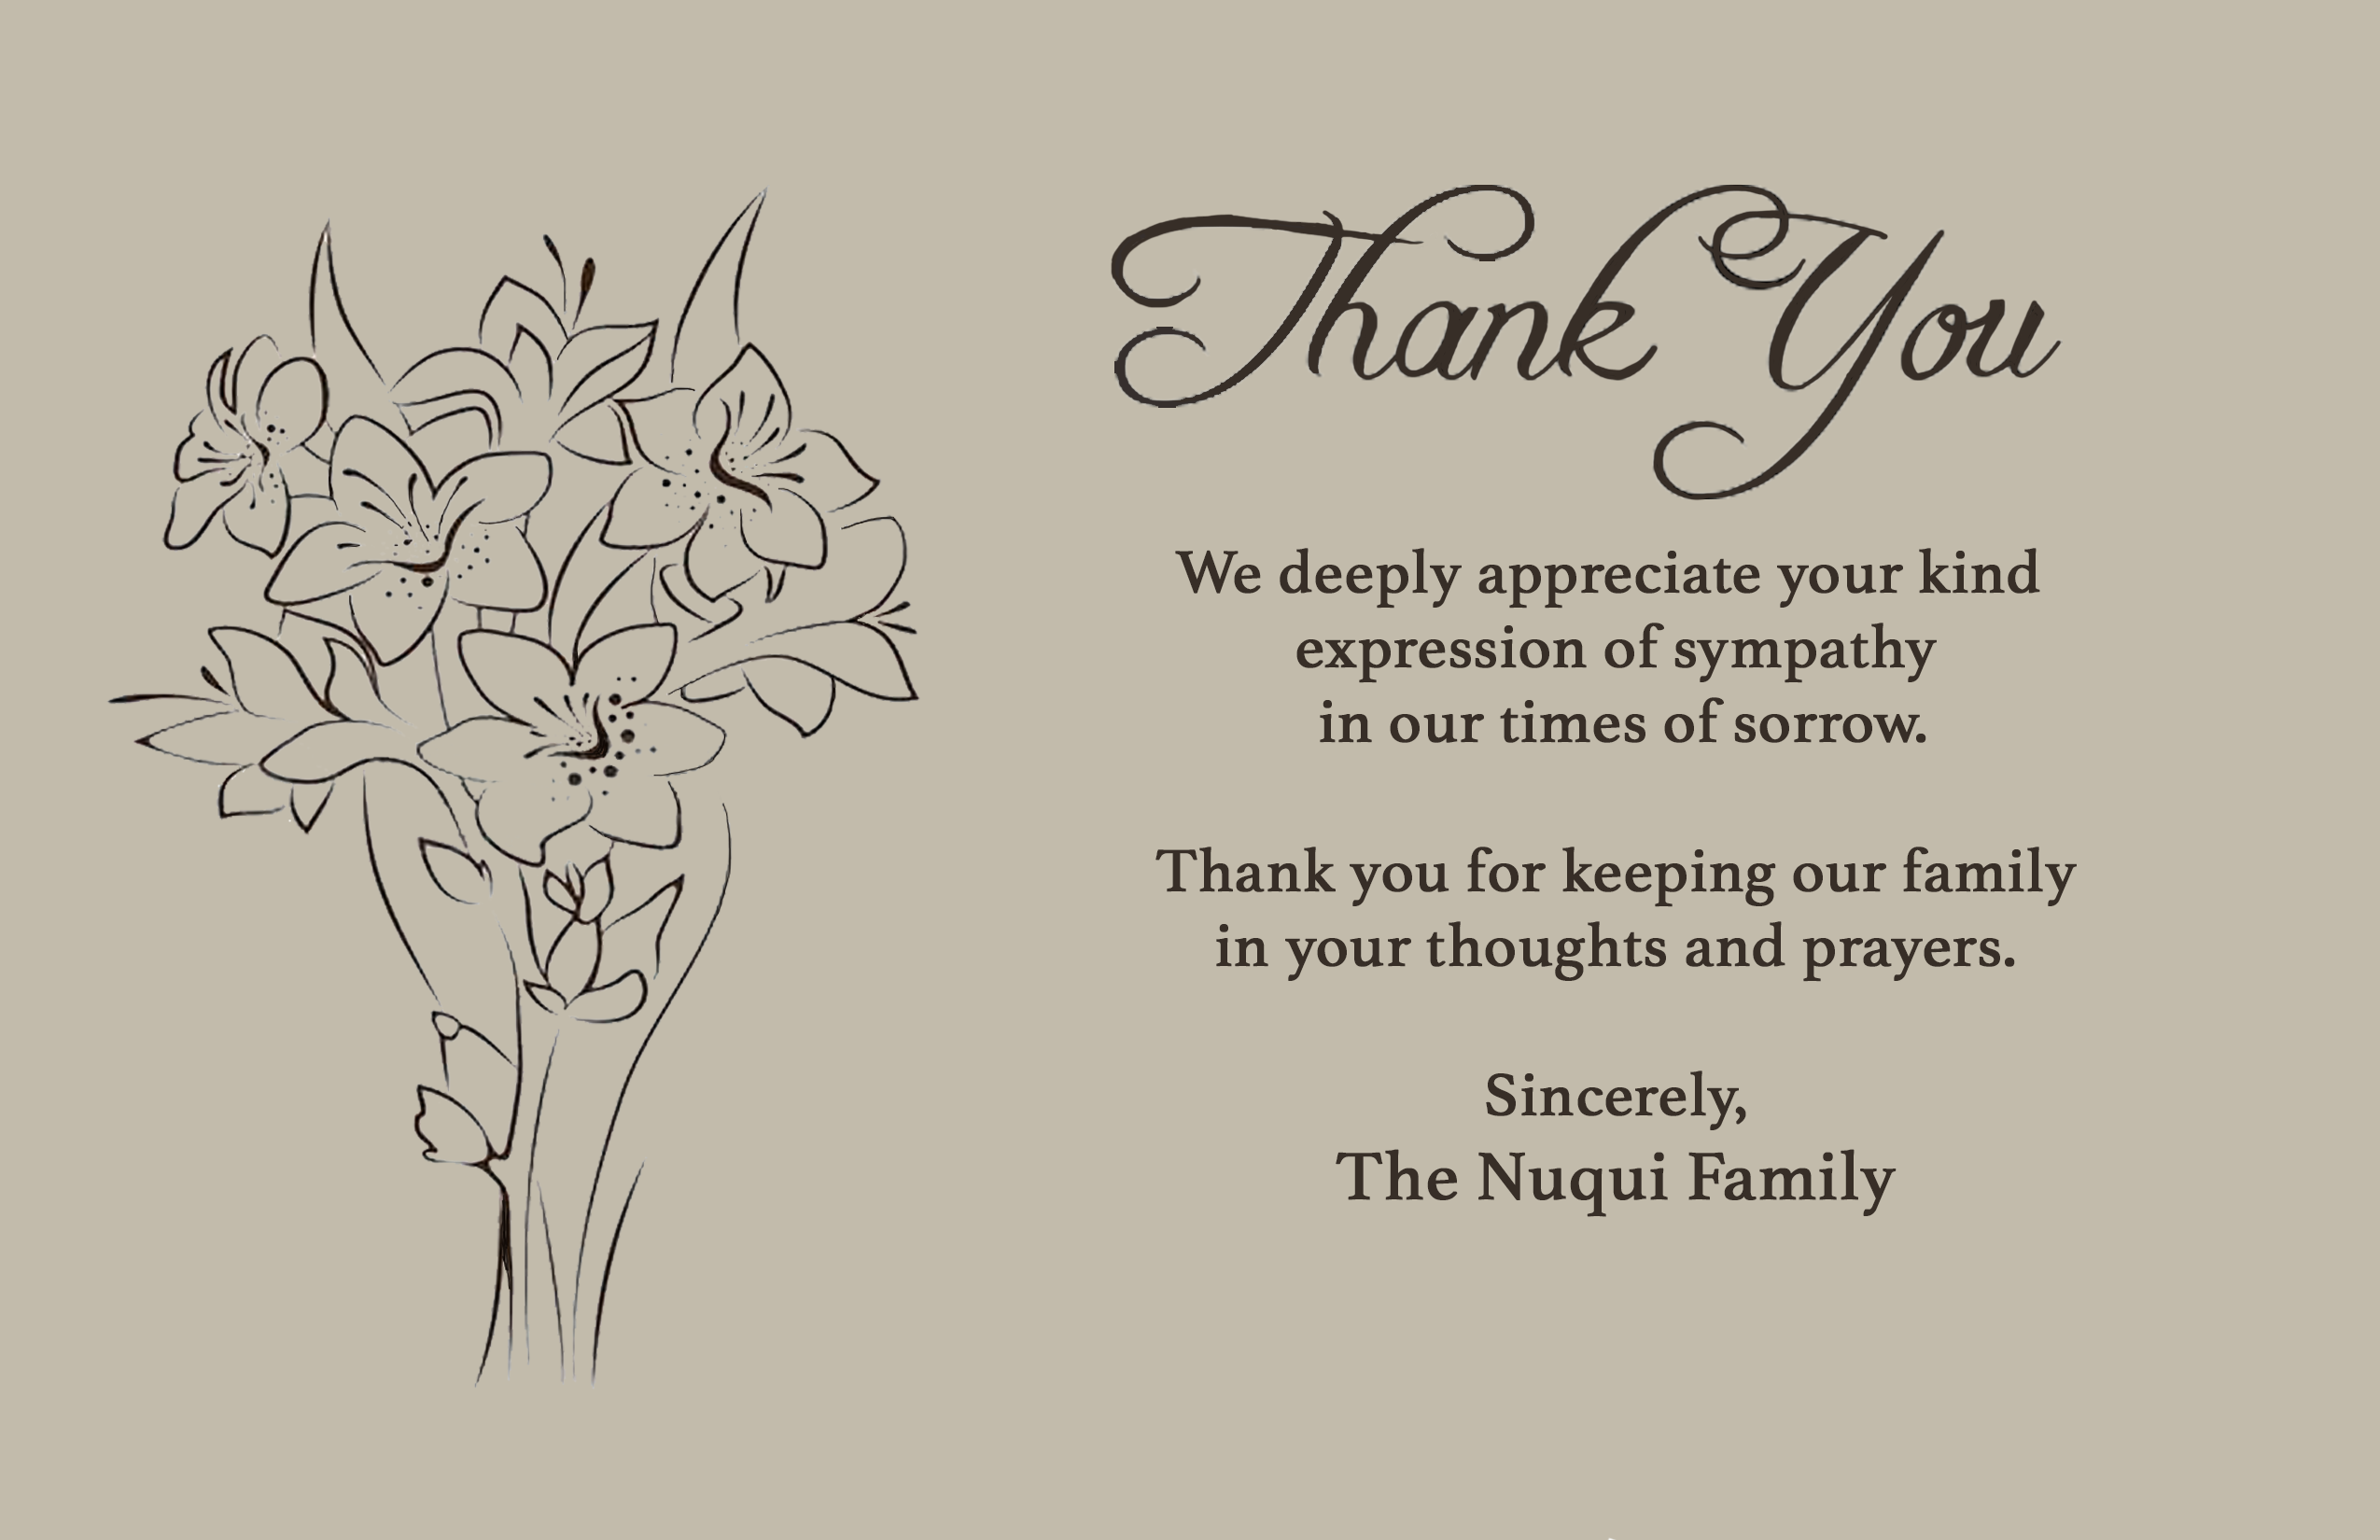 Thank You
We deeply appreciate your kind
expression of sympathy
in our times of sorrow.
Thank you for keeping our family
in your thoughts and prayers.
Sincerely,
The Nuqui Family